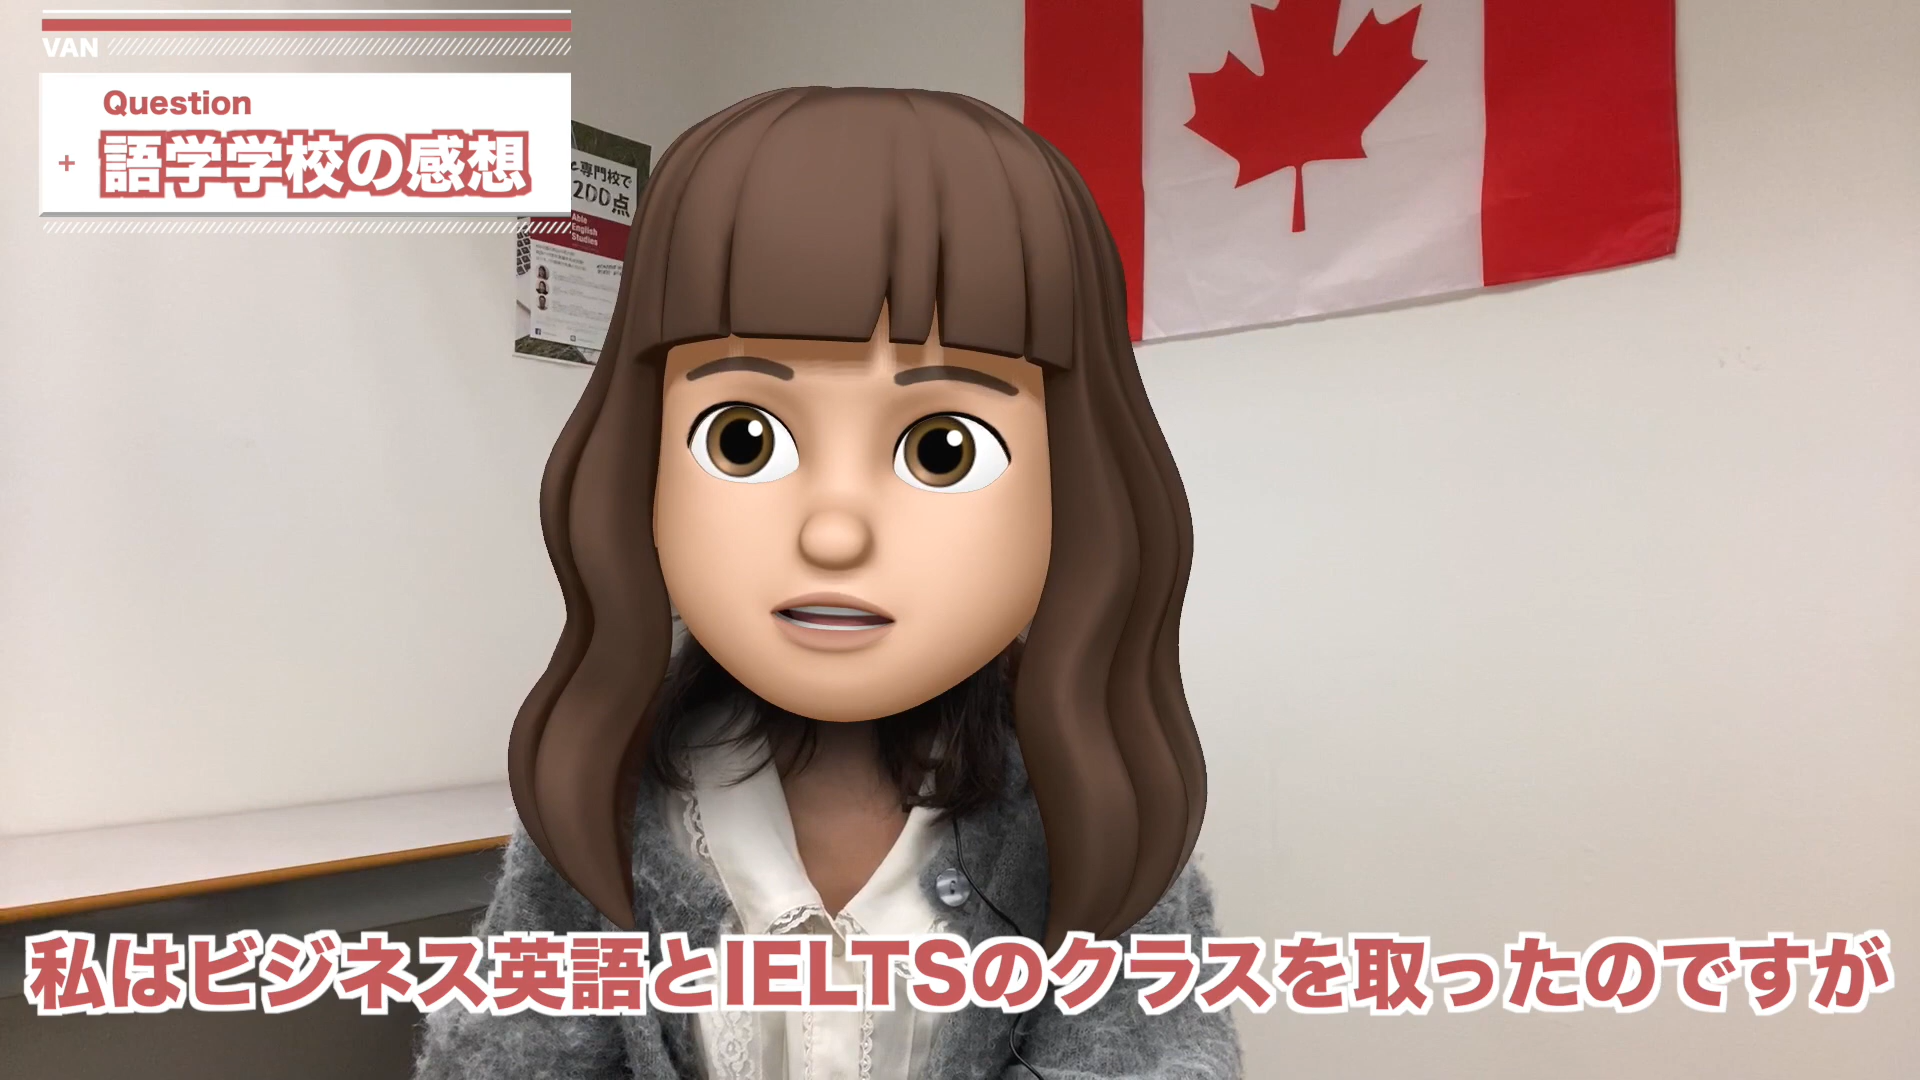 VAN
Question
+ 語学学校の感想
専門校で
200点
Able
English
Studies
私はビジネス英語とIELTSのクラスを取ったのですが